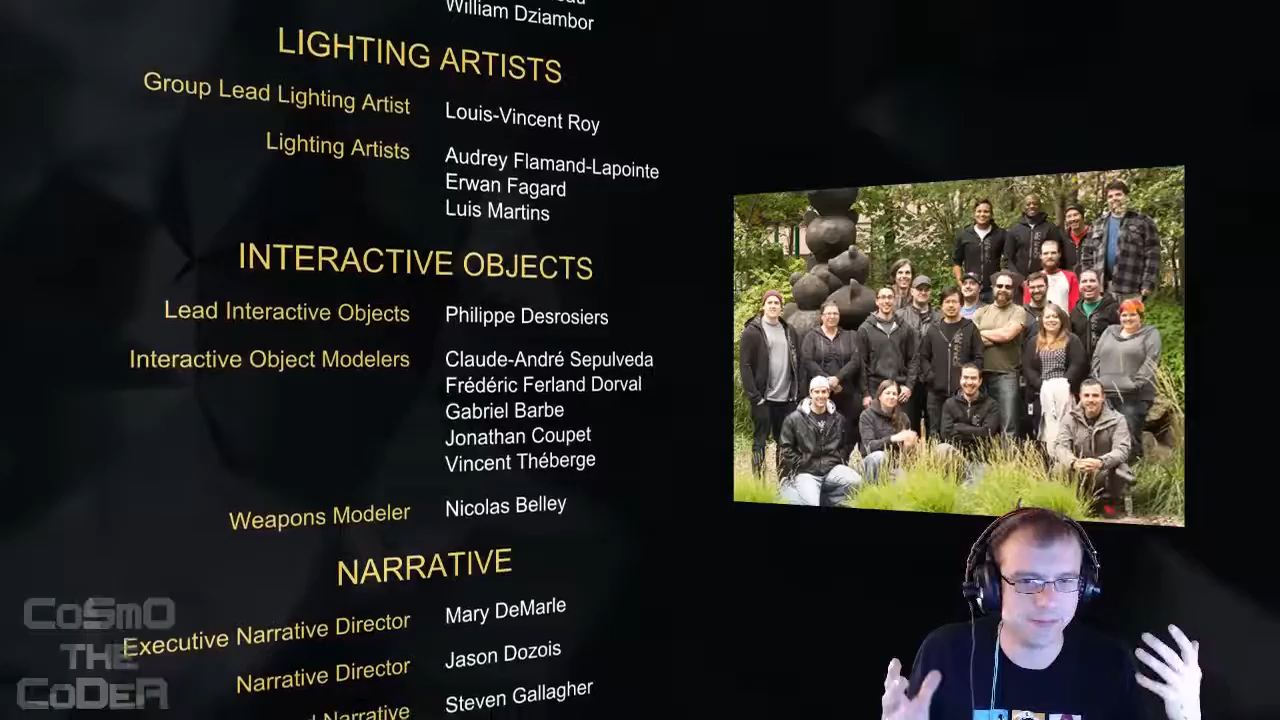 William Dziambor
LIGHTING ARTISTS
Group Lead Lighting Artist Louis-Vincent Roy
Lighting Artists Audrey Flamand-Lapointe
Erwan Fagard
Luis Martins
INTERACTIVE OBJECTS
Lead Interactive Objects Philippe Desrosiers
Interactive Object Modelers Claude-André Sepulveda
Frédéric Ferland Dorval
Gabriel Barbe
Jonathan Coupet
Vincent Théberge
Weapons Modeler Nicolas Belley
NARRATIVE
Executive Narrative Director Mary DeMarle
Narrative Director Jason Dozois
Narrative Steven Gallagher
CoSmO
THE
CoDeR